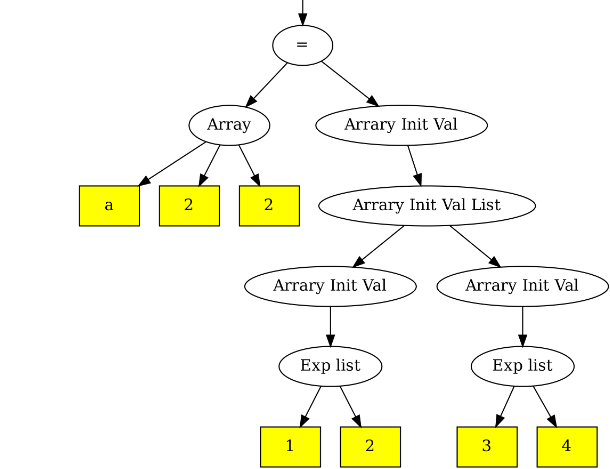 =
Array
Arrary Init Val
a
2
2
Arrary Init Val List
Arrary Init Val
Arrary Init Val
Exp list
Exp list
1
2
3
4